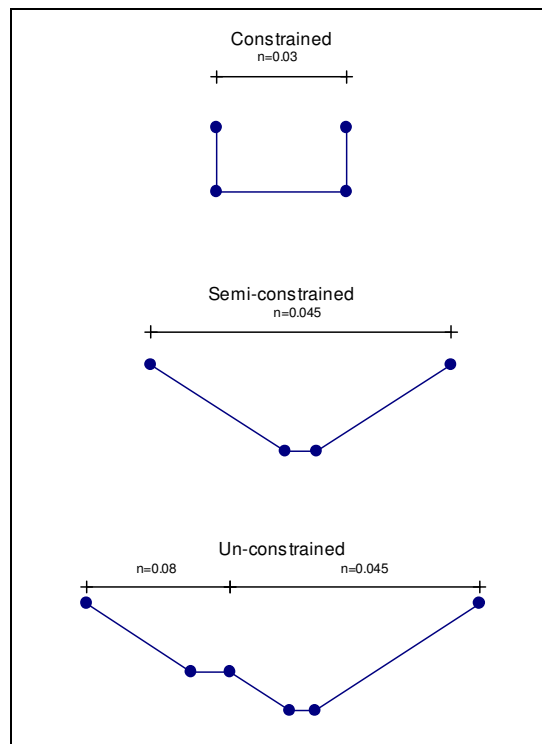 Constrained
n=0.03
Semi-constrained
n=0.045
Un-constrained
n=0.08 n=0.045